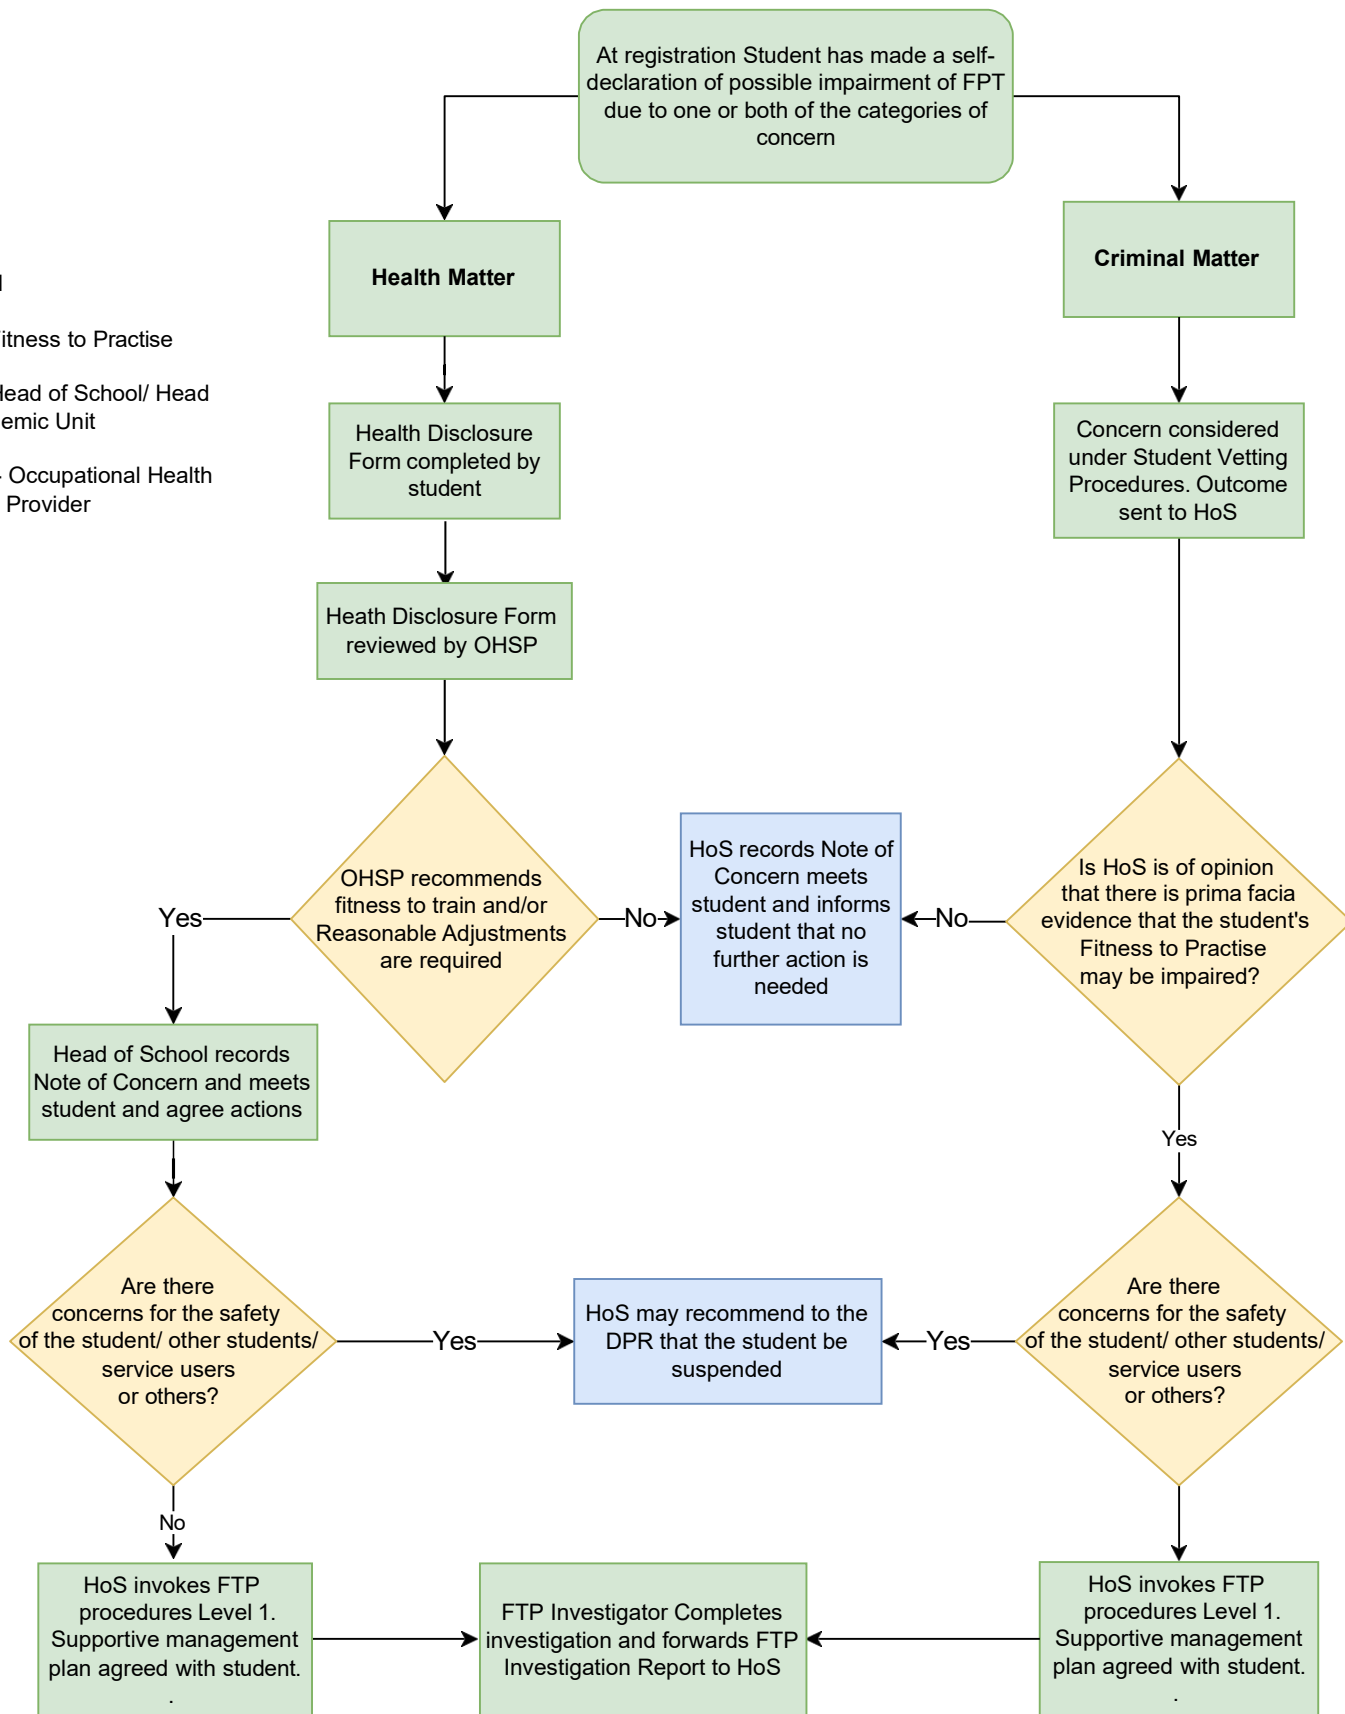 At registration Student has made a self-
declaration of possible impairment of FPT
due to one or both of the categories of
concern
Health Matter
Criminal Matter
itness to Practise
Head of School/ Head
emic Unit
Occupational Health
Provider
Health Disclosure
Form completed by
student
Concern considered
under Student Vetting
Procedures. Outcome
sent to HoS
Heath Disclosure Form
reviewed by OHSP
OHSP recommends
fitness to train and/or
Reasonable Adjustments
are required
Yes
No
HoS records Note of
Concern meets
student and informs
student that no
further action is
needed
No
Is HoS is of opinion
that there is prima facia
evidence that the student's
Fitness to Practise
may be impaired?
Head of School records
Note of Concern and meets
student and agree actions
Yes
Are there
concerns for the safety
of the student/ other students/
service users
or others?
Yes
HoS may recommend to the
DPR that the student be
suspended
Yes
Are there
concerns for the safety
of the student/ other students/
service users
or others?
No
HoS invokes FTP
procedures Level 1.
Supportive management
plan agreed with student.
.
FTP Investigator Completes
investigation and forwards FTP
Investigation Report to HoS
HoS invokes FTP
procedures Level 1.
Supportive management
plan agreed with student.
.